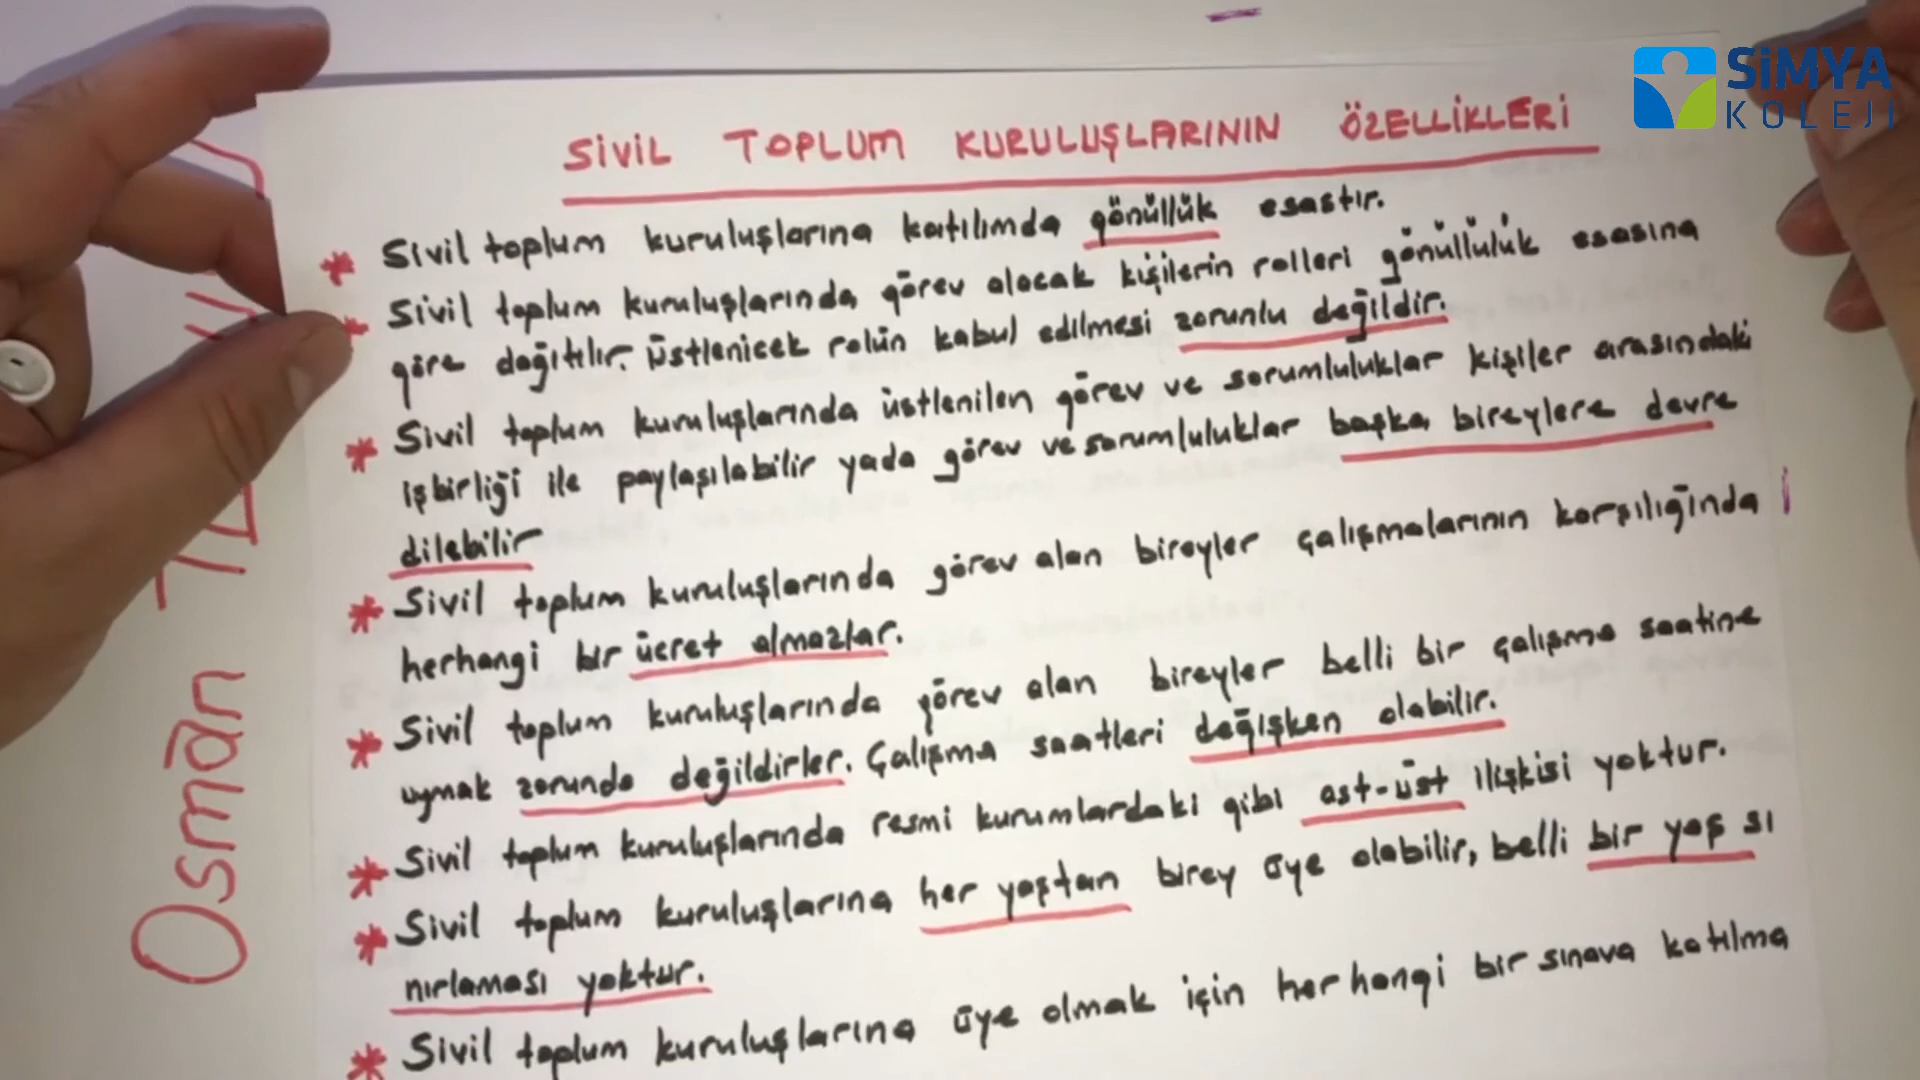 SİMYA
KOLEJİ
SİVİL TOPLUM KURULUŞLARININ ÖZELLİKLERİ
* Sivil toplum kuruluşlarına katılımda gönüllük esastır.
* Sivil toplum kuruluşlarında görev alacak kişilerin rolleri gönüllülük esasına
göre dağıtılır. Üstlenicek rolün kabul edilmesi zorunlu değildir.
* Sivil toplum kuruluşlarında üstlenilen görev ve sorumluluklar kişiler arasındaki
işbirliği ile paylaşılabilir yada görev ve sorumluluklar başka bireylere devre
dilebilir
* Sivil toplum kuruluşlarında görev alan bireyler çalışmalarının karşılığında
herhangi bir ücret almazlar.
* Sivil toplum kuruluşlarında görev alan bireyler belli bir çalışma saatine
uymak zorunda değildirler. Çalışma saatleri değişken olabilir.
* Sivil toplum kuruluşlarında resmi kurumlardaki gibi ast-üst ilişkisi yoktur.
* Sivil toplum kuruluşlarına her yaştan birey üye olabilir, belli bir yaş sı
nırlaması yoktur.
* Sivil toplum kuruluşlarına üye olmak için herhangi bir sınava katılma
Osman